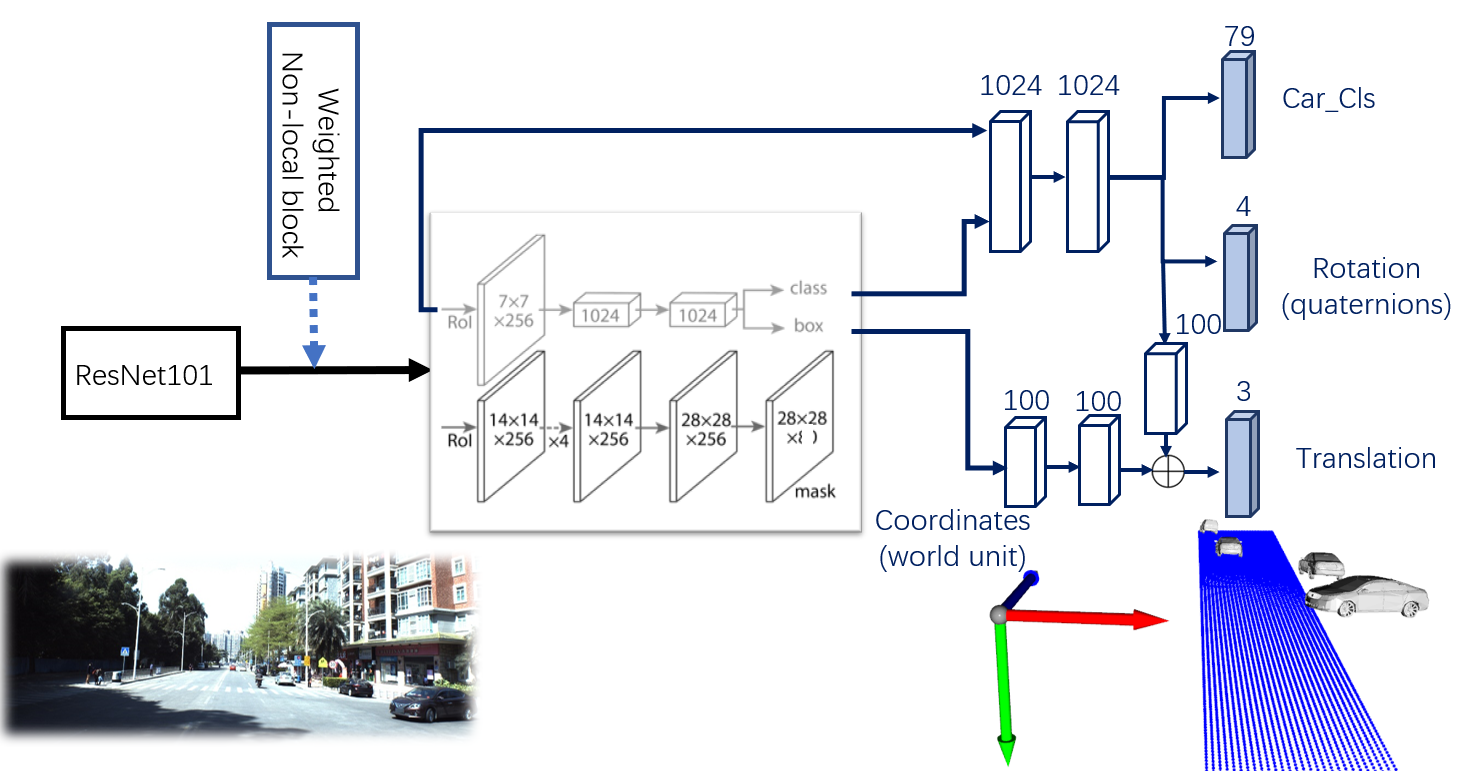 Weighted
Non-local block
ResNet101
RoI
7×7
×256
1024
1024
class
box
RoI
14×14
×256
×4
14×14
×256
28×28
×256
28×28
mask
1024
1024
79
Car_Cls
4
Rotation
(quaternions)
100
100
100
3
Translation
Coordinates
(world unit)